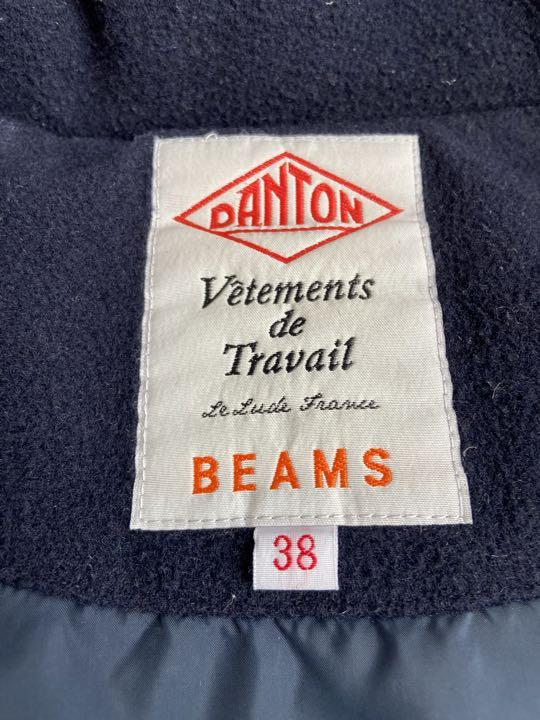 DANTON
Vêtements
de
Travail
Le Lude France
BEAMS
38